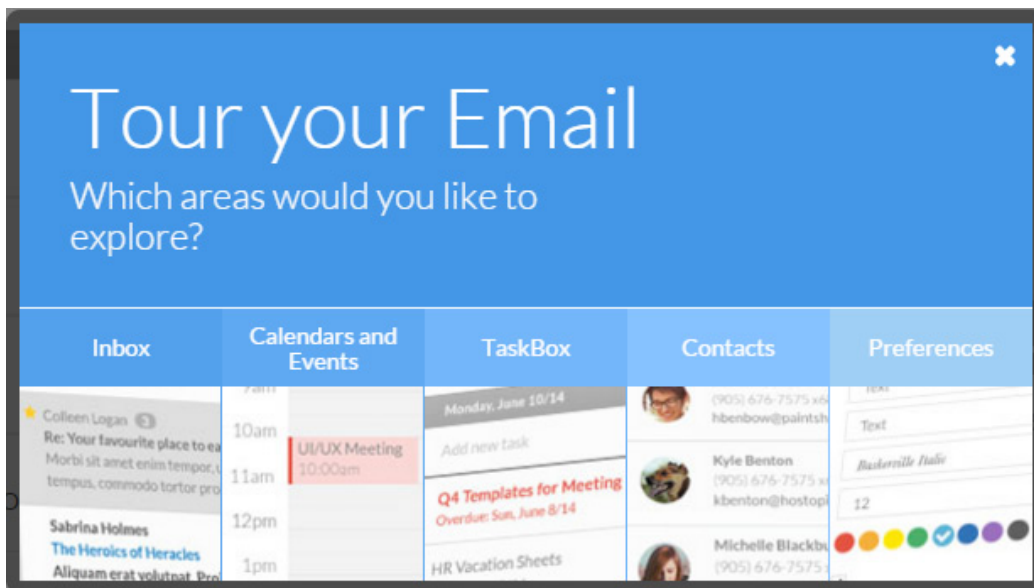 Tour your Email
Which areas would you like to
explore?
Inbox
Calendars and
Events
TaskBox
Contacts
Preferences
Colleen Logan 3
Re: Your favourite place to ea
Morbi sit amet enim tempor,
tempus, commodo tortor pro
Sabrina Holmes
The Heroics of Heracles
Aliquam erat volutpat. Pro
10am
UI/UX Meeting
10:00am
11am
12pm
1pm
Monday, June 10/14
Add new task
Q4 Templates for Meeting
Overdue: Sun, June 8/14
HR Vacation Sheets
(905) 676-7575 x6
hbenbow@paintsh
Kyle Benton
(905) 676-7575 x
kbenton@hostopi
Michelle Blackbu
(905) 676-7575
Text
Text
Baskerville Italic
12